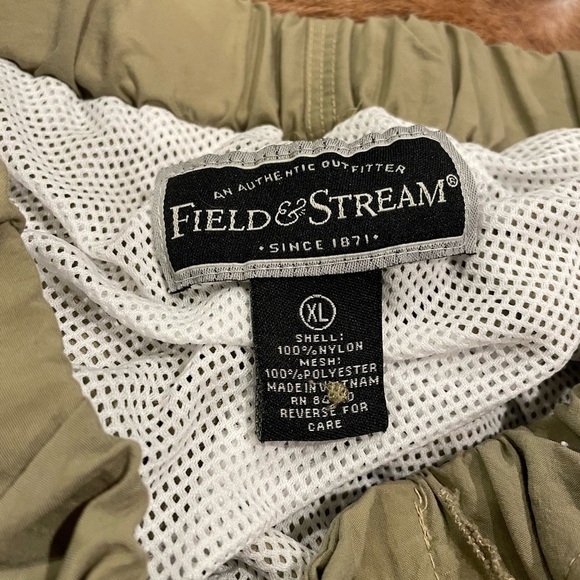 AN AUTHENTIC OUTFITTER
FIELD & STREAM®
• SINCE 1871 •
XL
SHELL:
100% NYLON
MESH:
100% POLYESTER
MADE IN VIETNAM
RN
REVERSE FOR
CARE